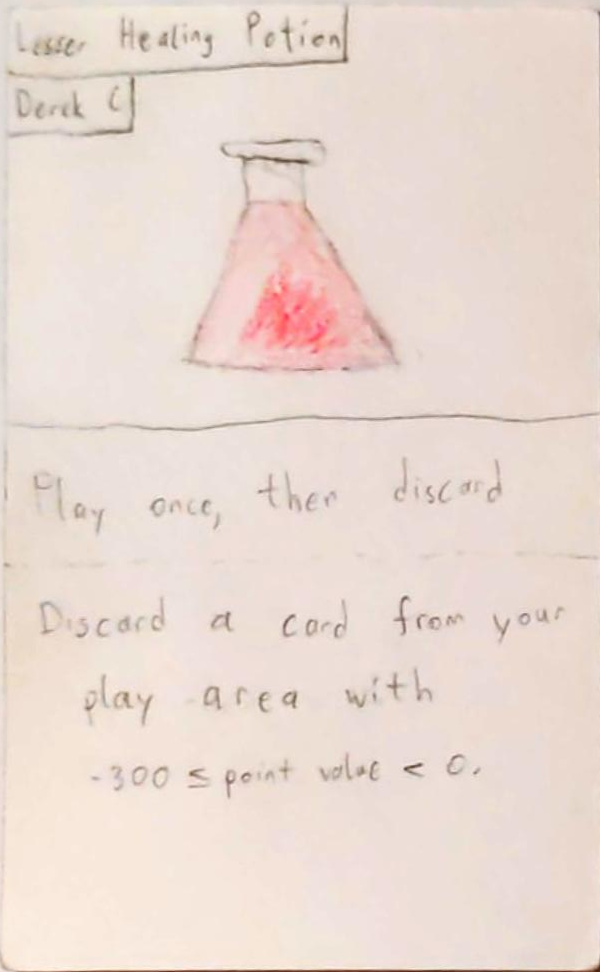 Lesser Healing Potion
Derek C
Play once, then discard
Discard a card from your
play area with
-300 ≤ point value < 0.